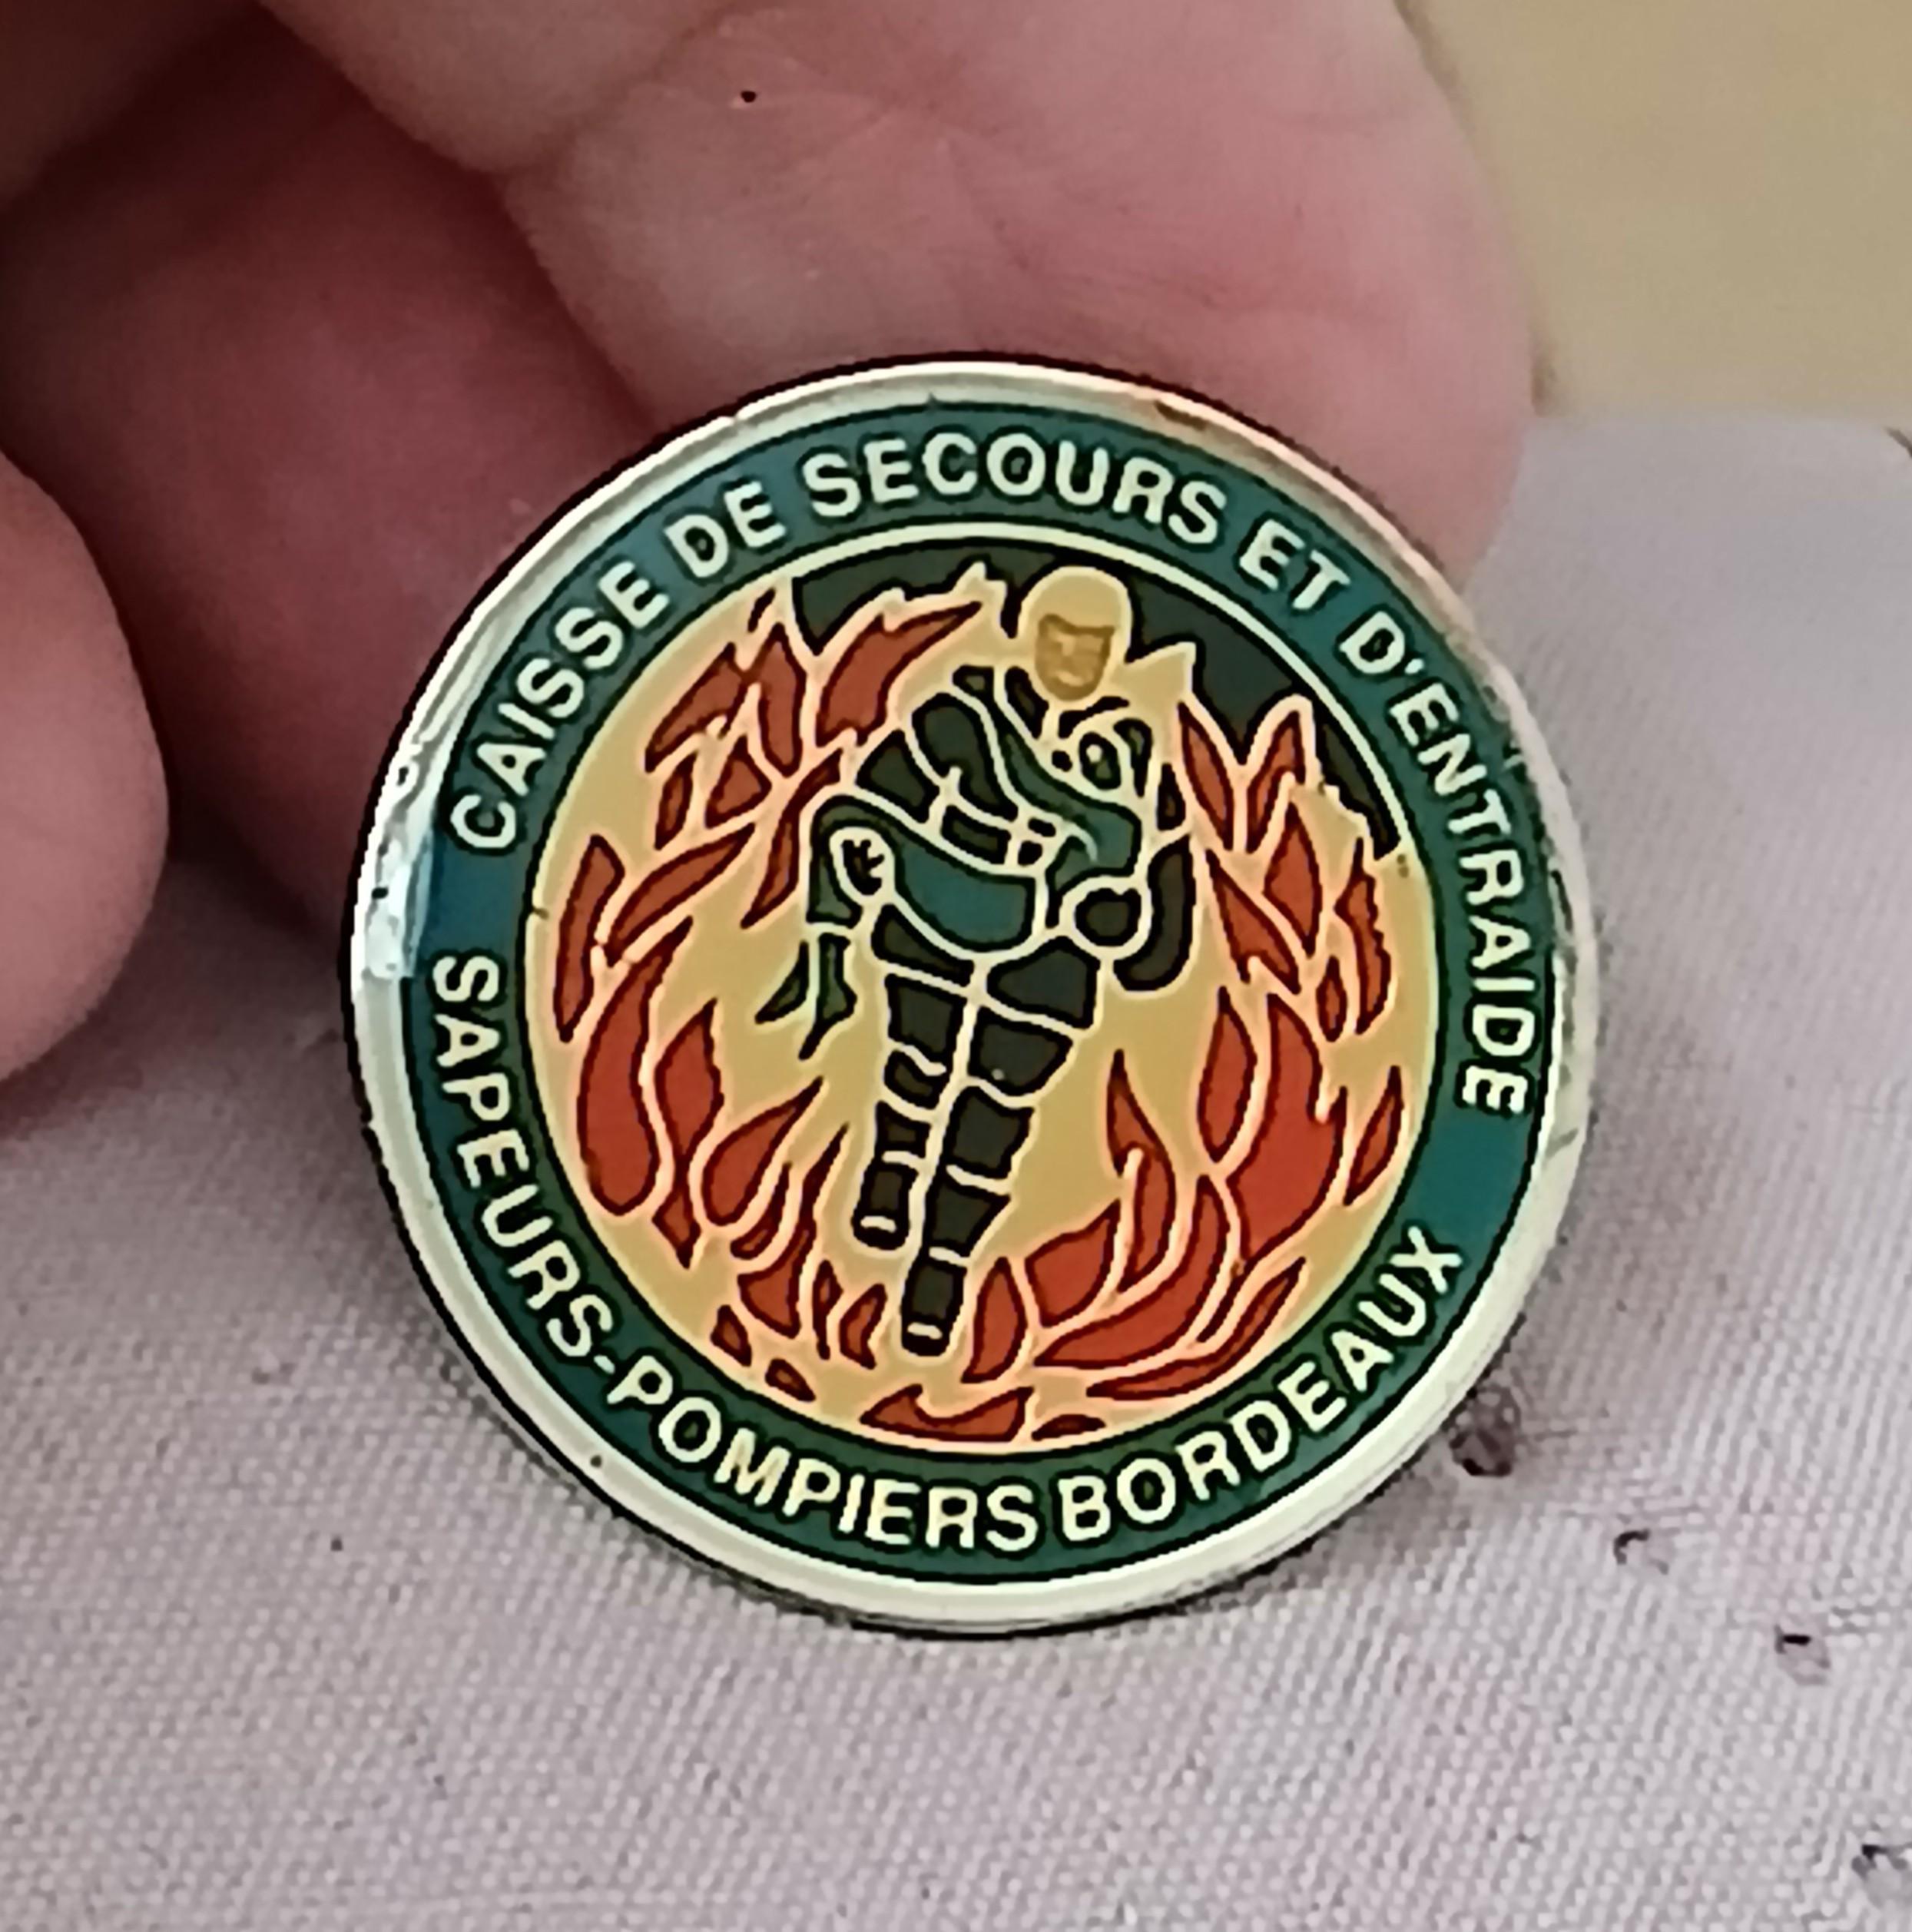 CAISSE DE SECOURS ET D'ENTRAIDE
SAPEURS-POMPIERS BORDEAUX